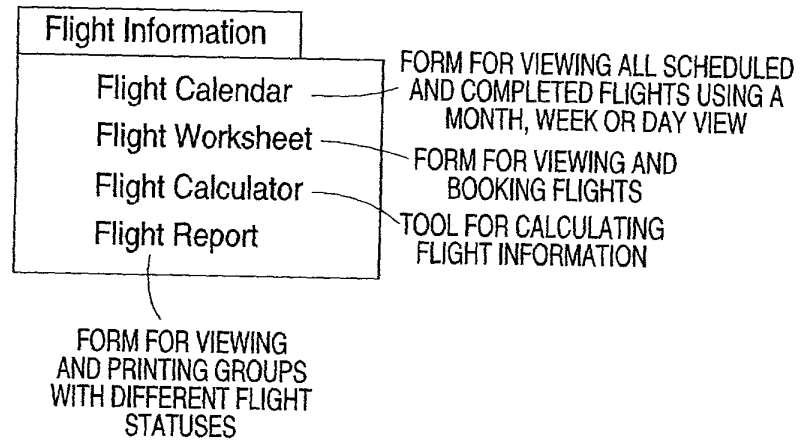 Flight Information
Flight Calendar
FORM FOR VIEWING ALL SCHEDULED
AND COMPLETED FLIGHTS USING A
MONTH, WEEK OR DAY VIEW
Flight Worksheet
FORM FOR VIEWING AND
BOOKING FLIGHTS
Flight Calculator
TOOL FOR CALCULATING
FLIGHT INFORMATION
Flight Report
FORM FOR VIEWING
AND PRINTING GROUPS
WITH DIFFERENT FLIGHT
STATUSES